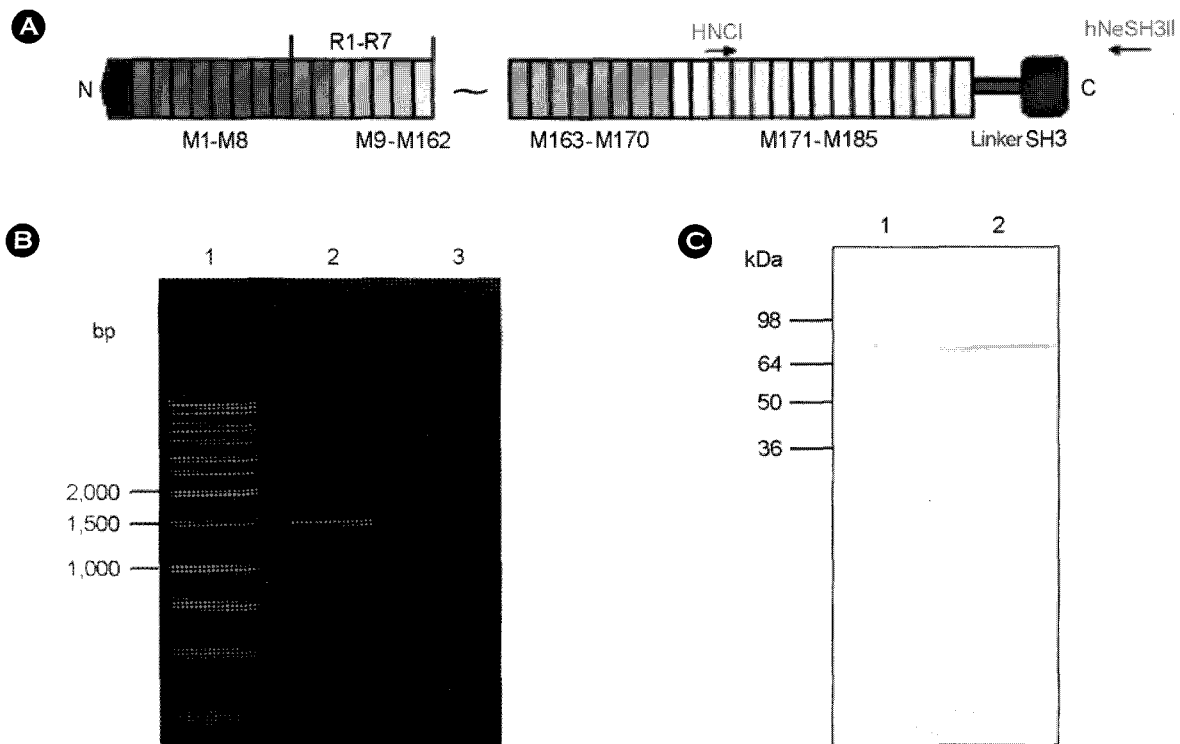 A
R1-R7
HNCI
hNeSH3II
N
~
C
M1-M8
M9-M162
M163-M170
M171-M185
Linker SH3
B
1 2 3
bp
2,000
1,500
1,000
C
1 2
kDa
98
64
50
36